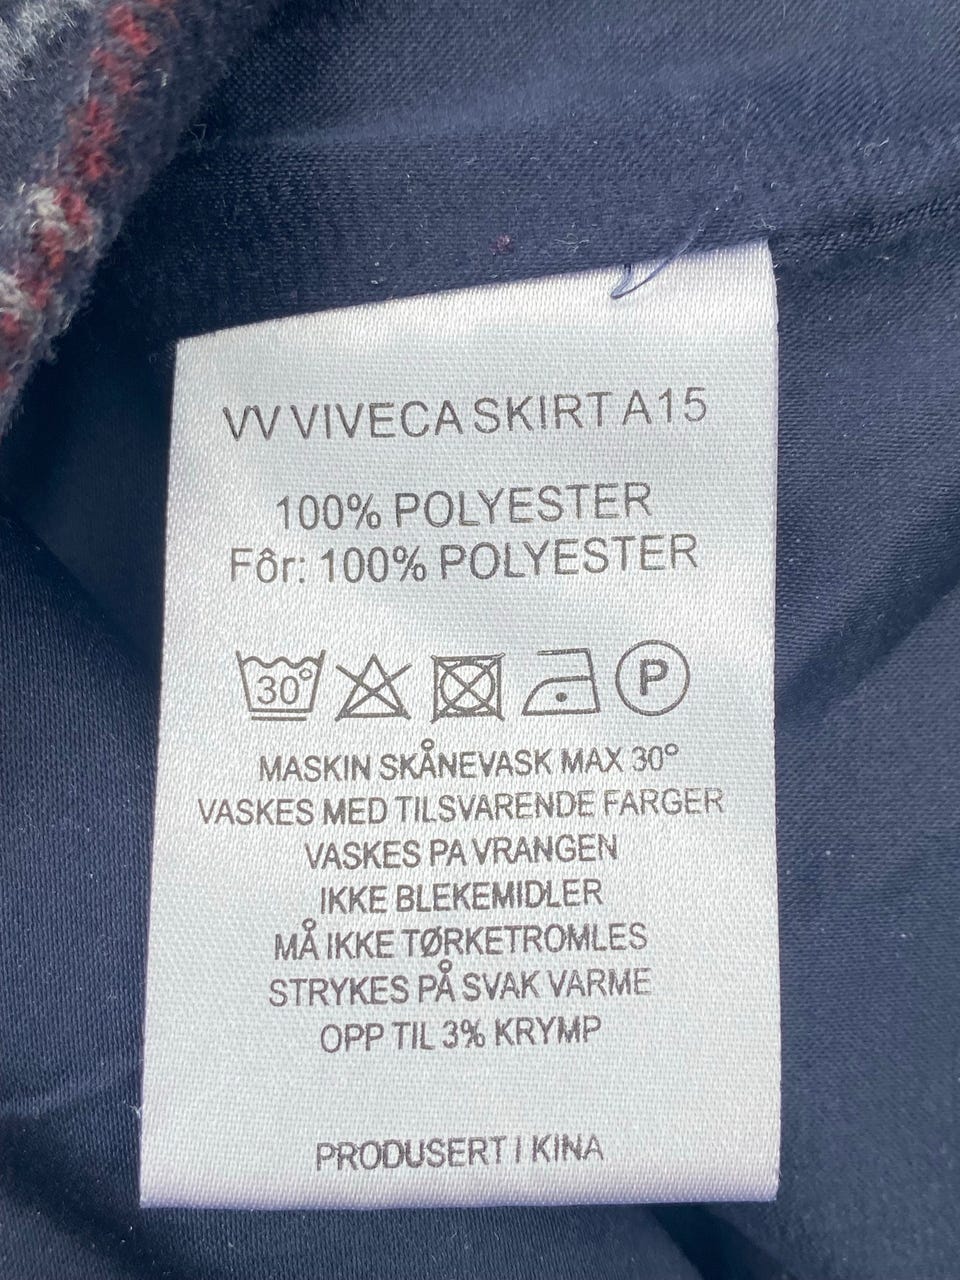 VV VIVECA SKIRT A15
100% POLYESTER
Fôr: 100% POLYESTER
30° P
MASKIN SKÅNEVASK MAX 30°
VASKES MED TILSVARENDE FARGER
VASKES PA VRANGEN
IKKE BLEKEMIDLER
MÅ IKKE TØRKETROMLES
STRYKES PÅ SVAK VARME
OPP TIL 3% KRYMP
PRODUSERT I KINA